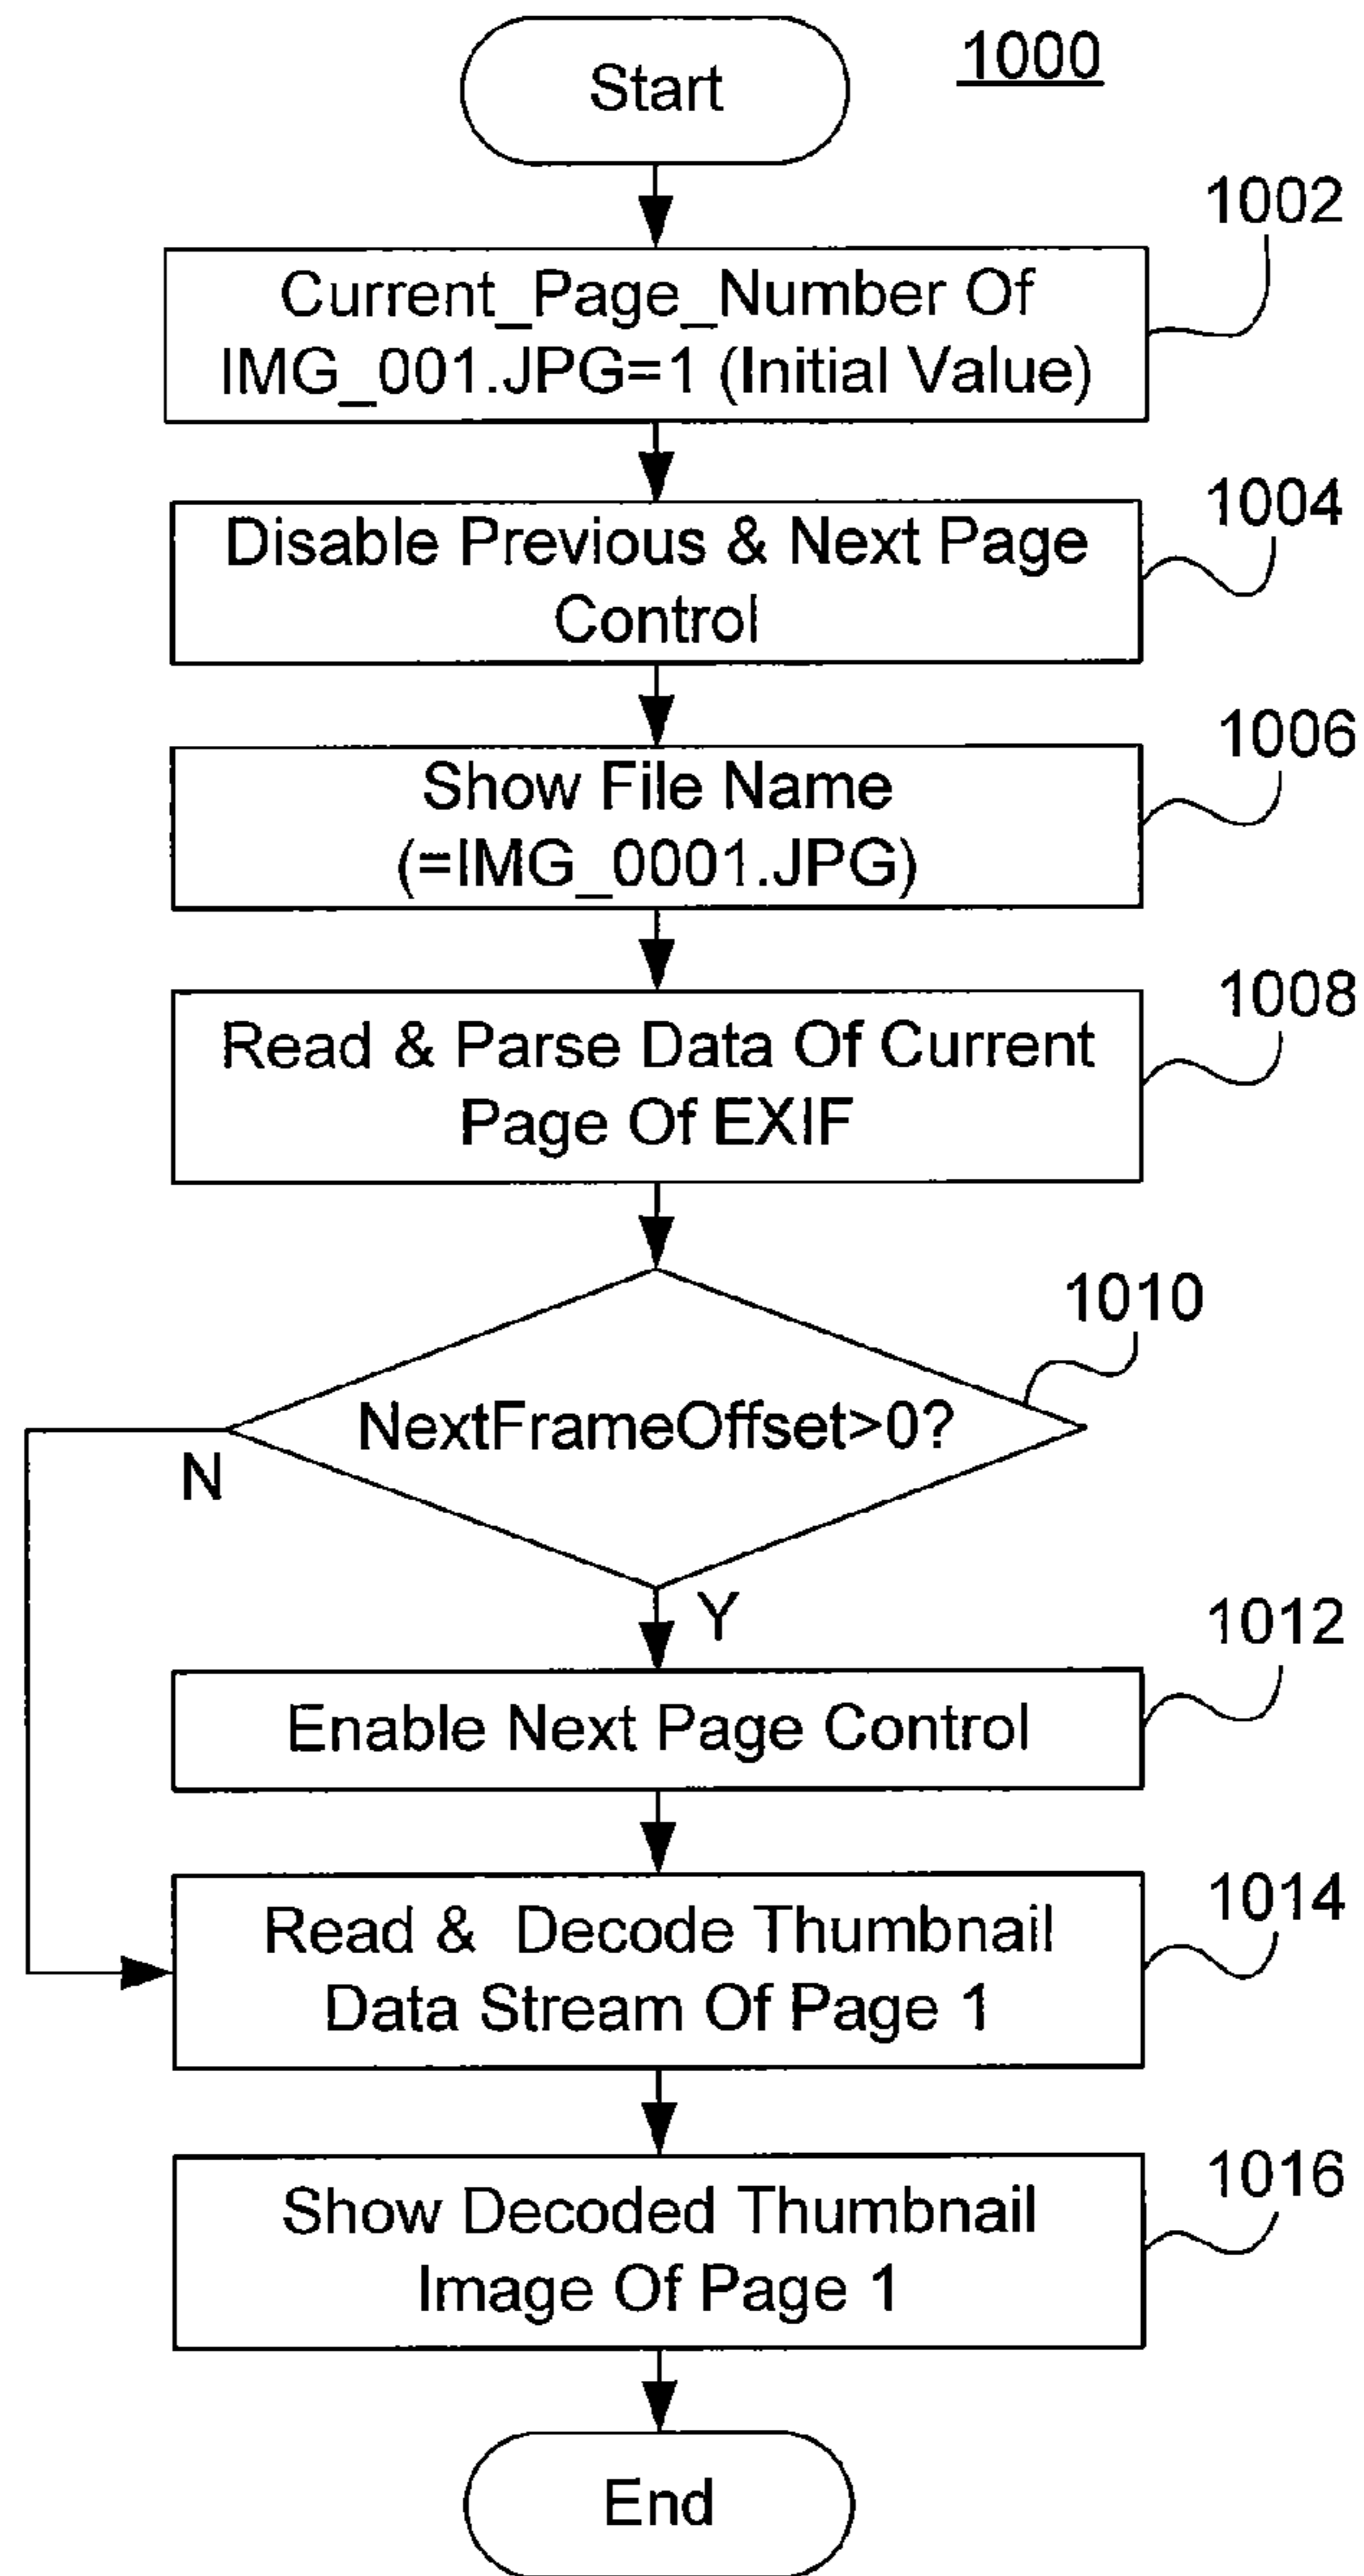 Start
1000
1002
Current_Page_Number Of
IMG_001.JPG=1 (Initial Value)
1004
Disable Previous & Next Page
Control
1006
Show File Name
(=IMG_0001.JPG)
1008
Read & Parse Data Of Current
Page Of EXIF
1010
NextFrameOffset>0?
N
Y
1012
Enable Next Page Control
1014
Read & Decode Thumbnail
Data Stream Of Page 1
1016
Show Decoded Thumbnail
Image Of Page 1
End